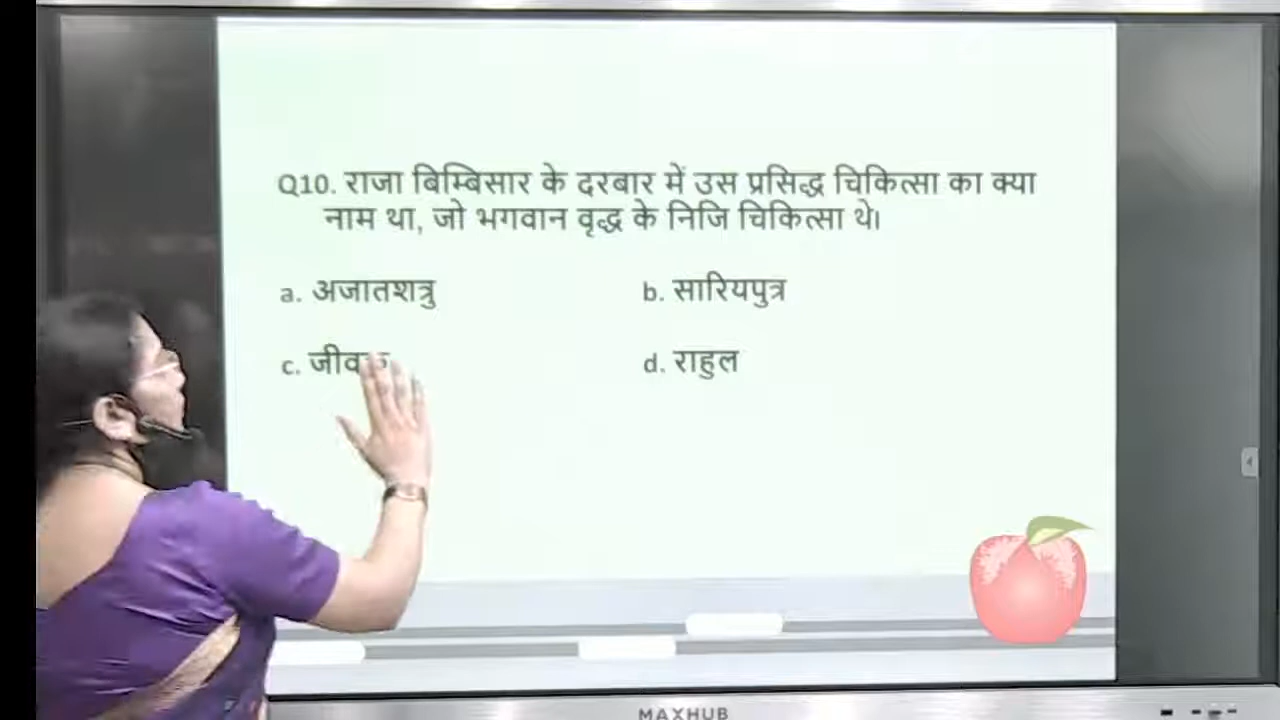 Q10. राजा बिम्बिसार के दरबार में उस प्रसिद्ध चिकित्सा का क्या
नाम था, जो भगवान वृद्ध के निजि चिकित्सा थे।
a. अजातशत्रु b. सारियपुत्र
c. d. राहुल
MAXHUB